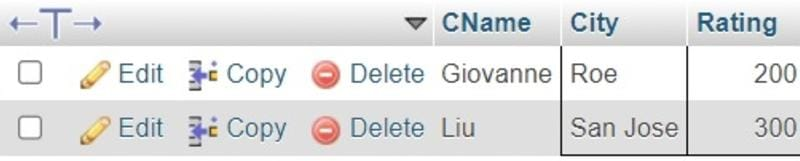 CName City Rating
Edit Copy Delete Giovanne Roe 200
Edit Copy Delete Liu San Jose 300